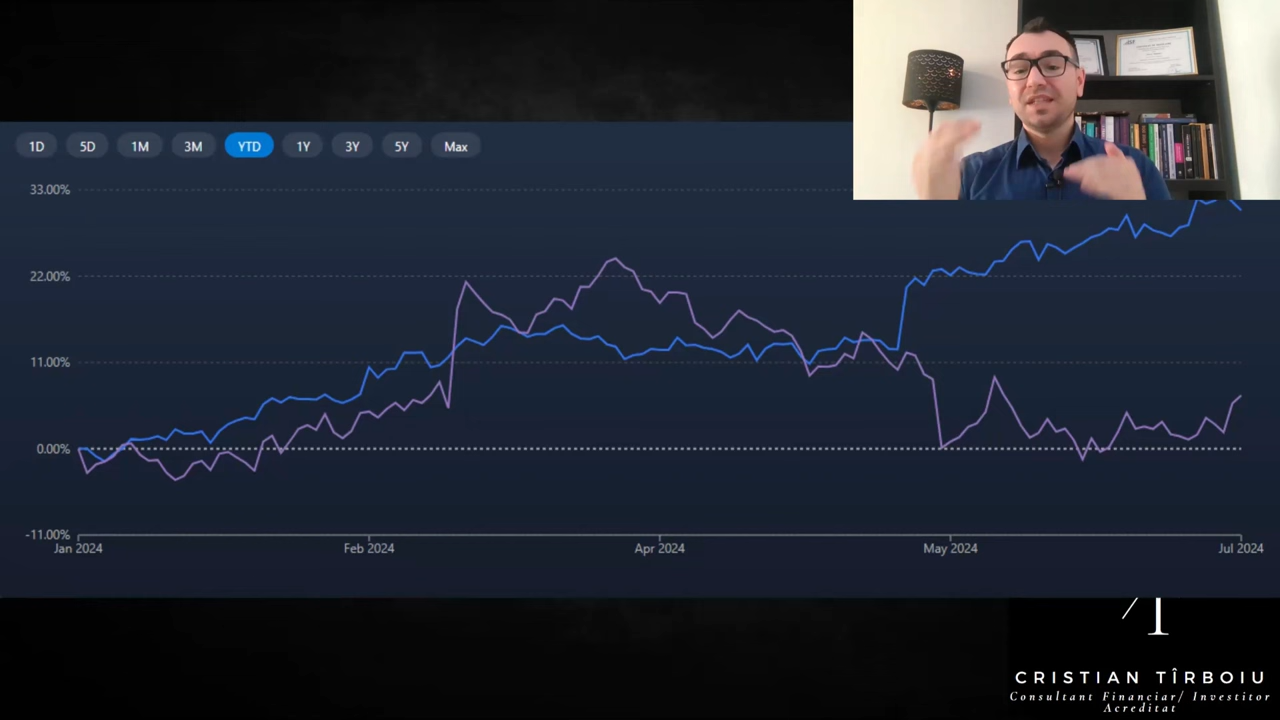 1D 5D 1M 3M YTD 1Y 3Y 5Y Max
33.00%
22.00%
11.00%
0.00%
-11.00%
Jan 2024 Feb 2024 Apr 2024 May 2024 Jul 2024
CRISTIAN TÎRBOIU
Consultant Financiar/ Investitor
Acreditat